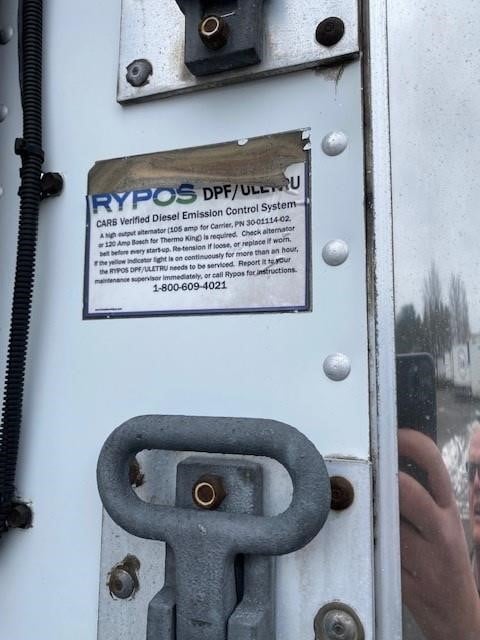 RYPOS DPF/ULETRU
CARB Verified Diesel Emission Control System
A high output alternator (105 amp for Carrier, PN 30-01114-02,
or 120 Amp Bosch for Thermo King) is required. Check alternator
belt before every start-up. Re-tension if loose, or replace if worn.
If the yellow indicator light is on continuously for more than an hour,
the RYPOS DPF/ULETRU needs to be serviced. Report it to your
maintenance supervisor immediately, or call Rypos for instructions.
1-800-609-4021